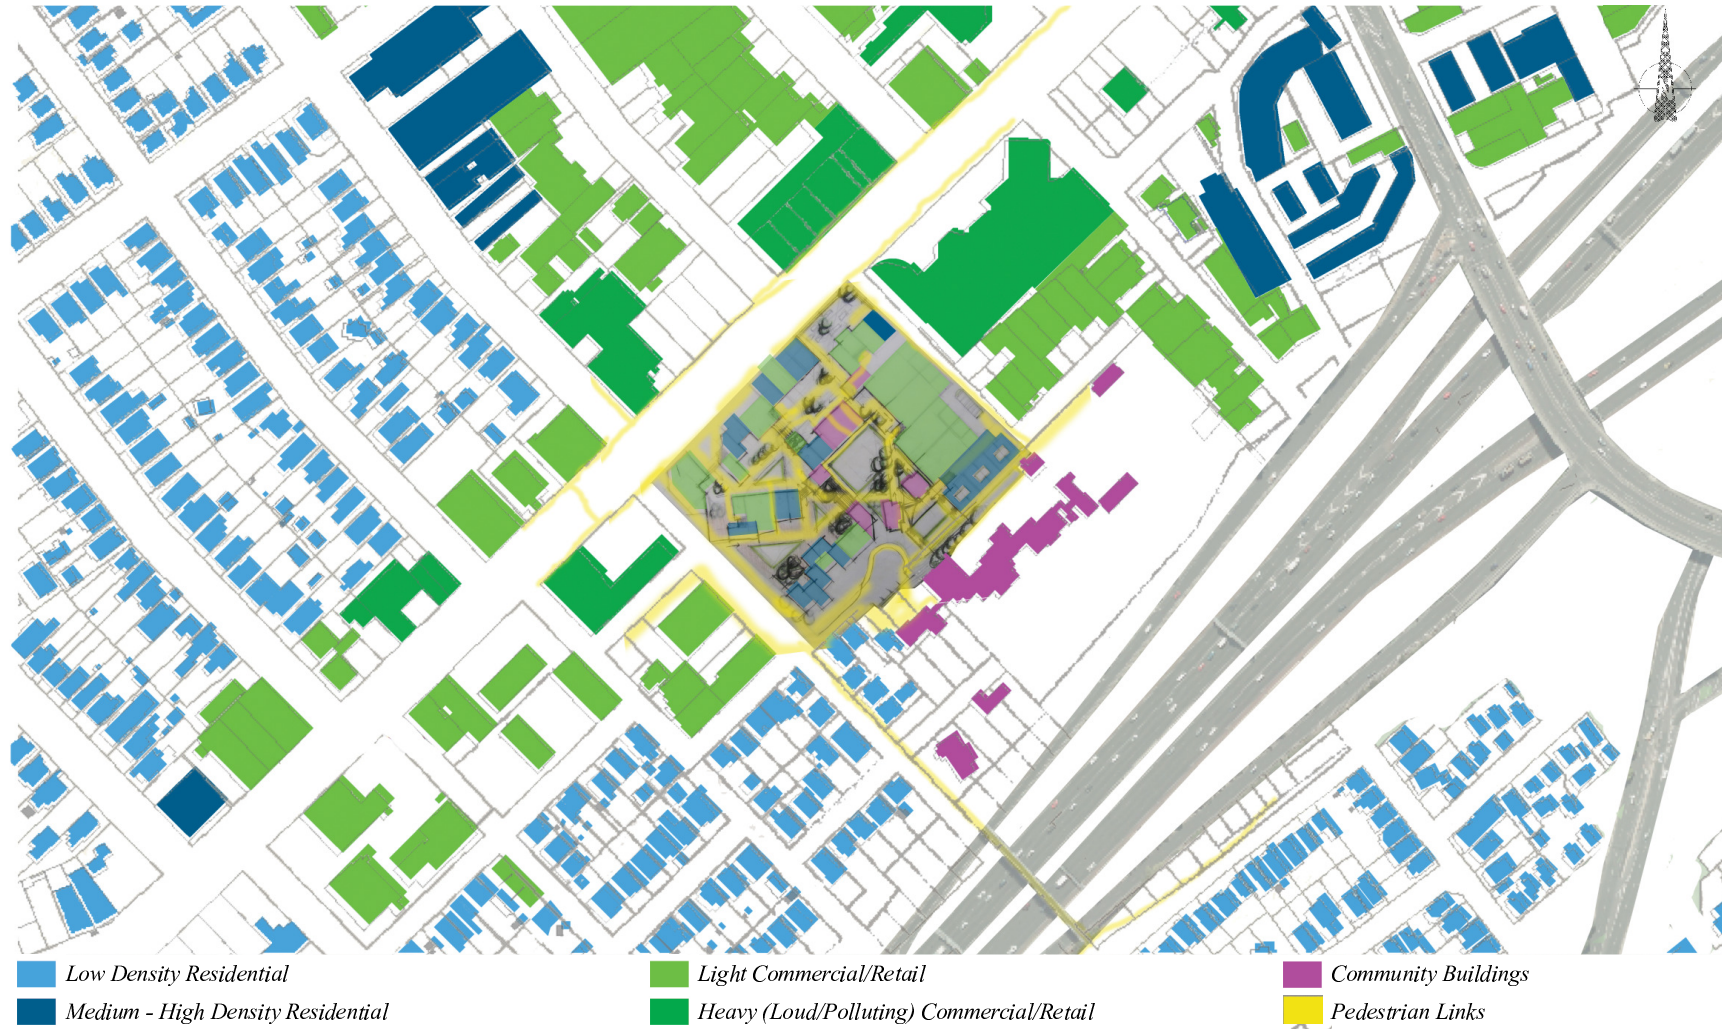 Low Density Residential
Light Commercial/Retail
Community Buildings
Medium - High Density Residential
Heavy (Loud/Polluting) Commercial/Retail
Pedestrian Links